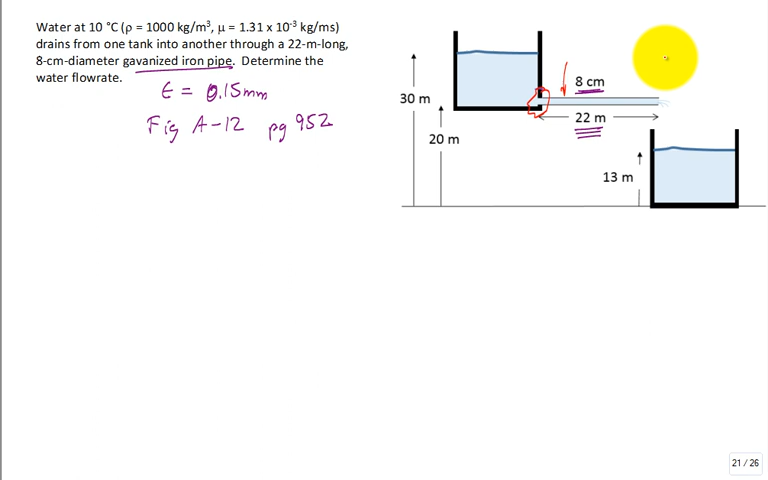 Water at 10 °C (ρ = 1000 kg/m³, μ = 1.31 x 10⁻³ kg/ms)
drains from one tank into another through a 22-m-long,
8-cm-diameter gavanized iron pipe. Determine the
water flowrate.
ϵ = 0.15mm
Fig A-12 pg 952
8 cm
30 m
22 m
20 m
13 m
21 / 26